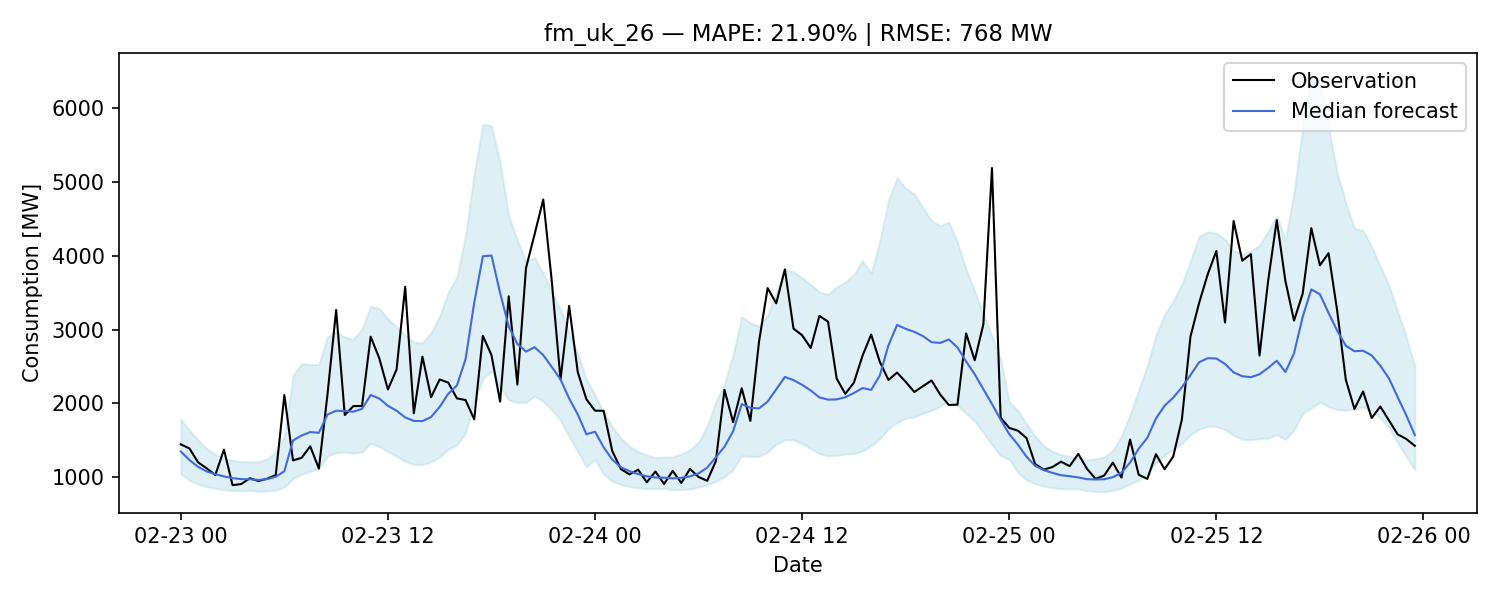 fm_uk_26 — MAPE: 21.90% | RMSE: 768 MW
Observation
Median forecast
Consumption [MW]
6000
5000
4000
3000
2000
1000
02-23 00
02-23 12
02-24 00
02-24 12
02-25 00
02-25 12
02-26 00
Date